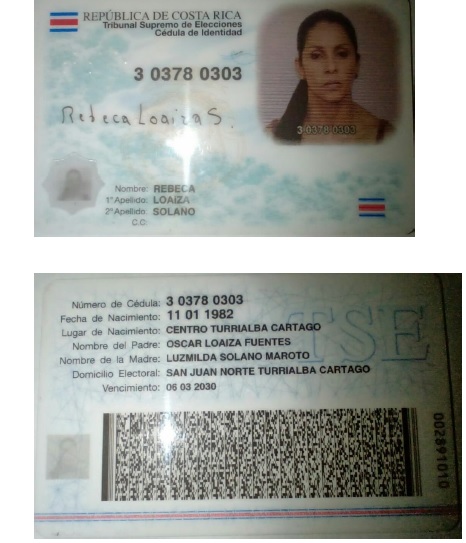 REPÚBLICA DE COSTA RICA
Tribunal Supremo de Elecciones
Cédula de Identidad
3 0378 0303
Rebeca Loaiza S.
3 0378 0303
Nombre: REBECA
1° Apellido: LOAIZA
2° Apellido: SOLANO
C.C:
Número de Cédula: 3 0378 0303
Fecha de Nacimiento: 11 01 1982
Lugar de Nacimiento: CENTRO TURRIALBA CARTAGO
Nombre del Padre: OSCAR LOAIZA FUENTES
Nombre de la Madre: LUZMILDA SOLANO MAROTO
Domicilio Electoral: SAN JUAN NORTE TURRIALBA CARTAGO
Vencimiento: 06 03 2030
TSE
002891010